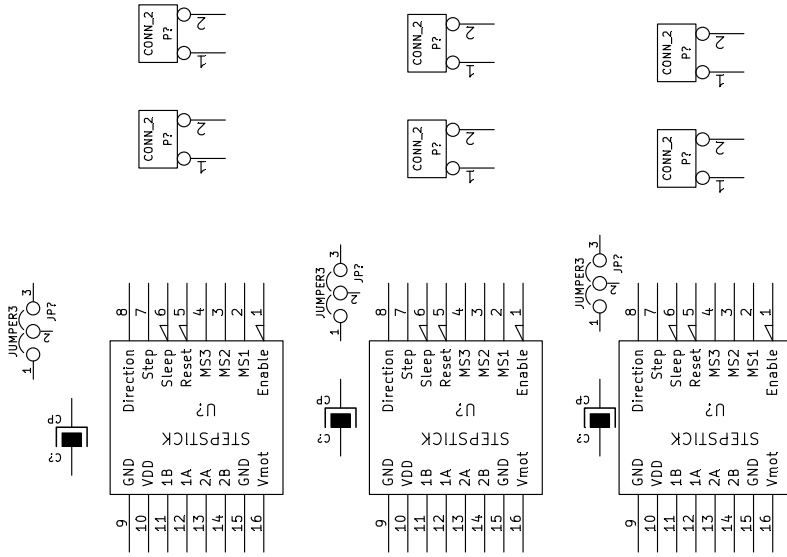 CONN_2
P?
2
1
CONN_2
P?
2
1
CONN_2
P?
2
1
CONN_2
P?
2
1
CONN_2
P?
2
1
CONN_2
P?
2
1
JUMPER3
JP?
1
2
3
JUMPER3
JP?
1
2
3
JUMPER3
JP?
1
2
3
CP
C?
CP
C?
CP
C?
8 7 6 5 4 3 2 1
Direction
Step
Sleep
Reset
MS3
MS2
MS1
Enable
U?
STEPSTICK
GND
VDD
1B
1A
2A
2B
GND
Vmot
9 10 11 12 13 14 15 16
8 7 6 5 4 3 2 1
Direction
Step
Sleep
Reset
MS3
MS2
MS1
Enable
U?
STEPSTICK
GND
VDD
1B
1A
2A
2B
GND
Vmot
9 10 11 12 13 14 15 16
8 7 6 5 4 3 2 1
Direction
Step
Sleep
Reset
MS3
MS2
MS1
Enable
U?
STEPSTICK
GND
VDD
1B
1A
2A
2B
GND
Vmot
9 10 11 12 13 14 15 16